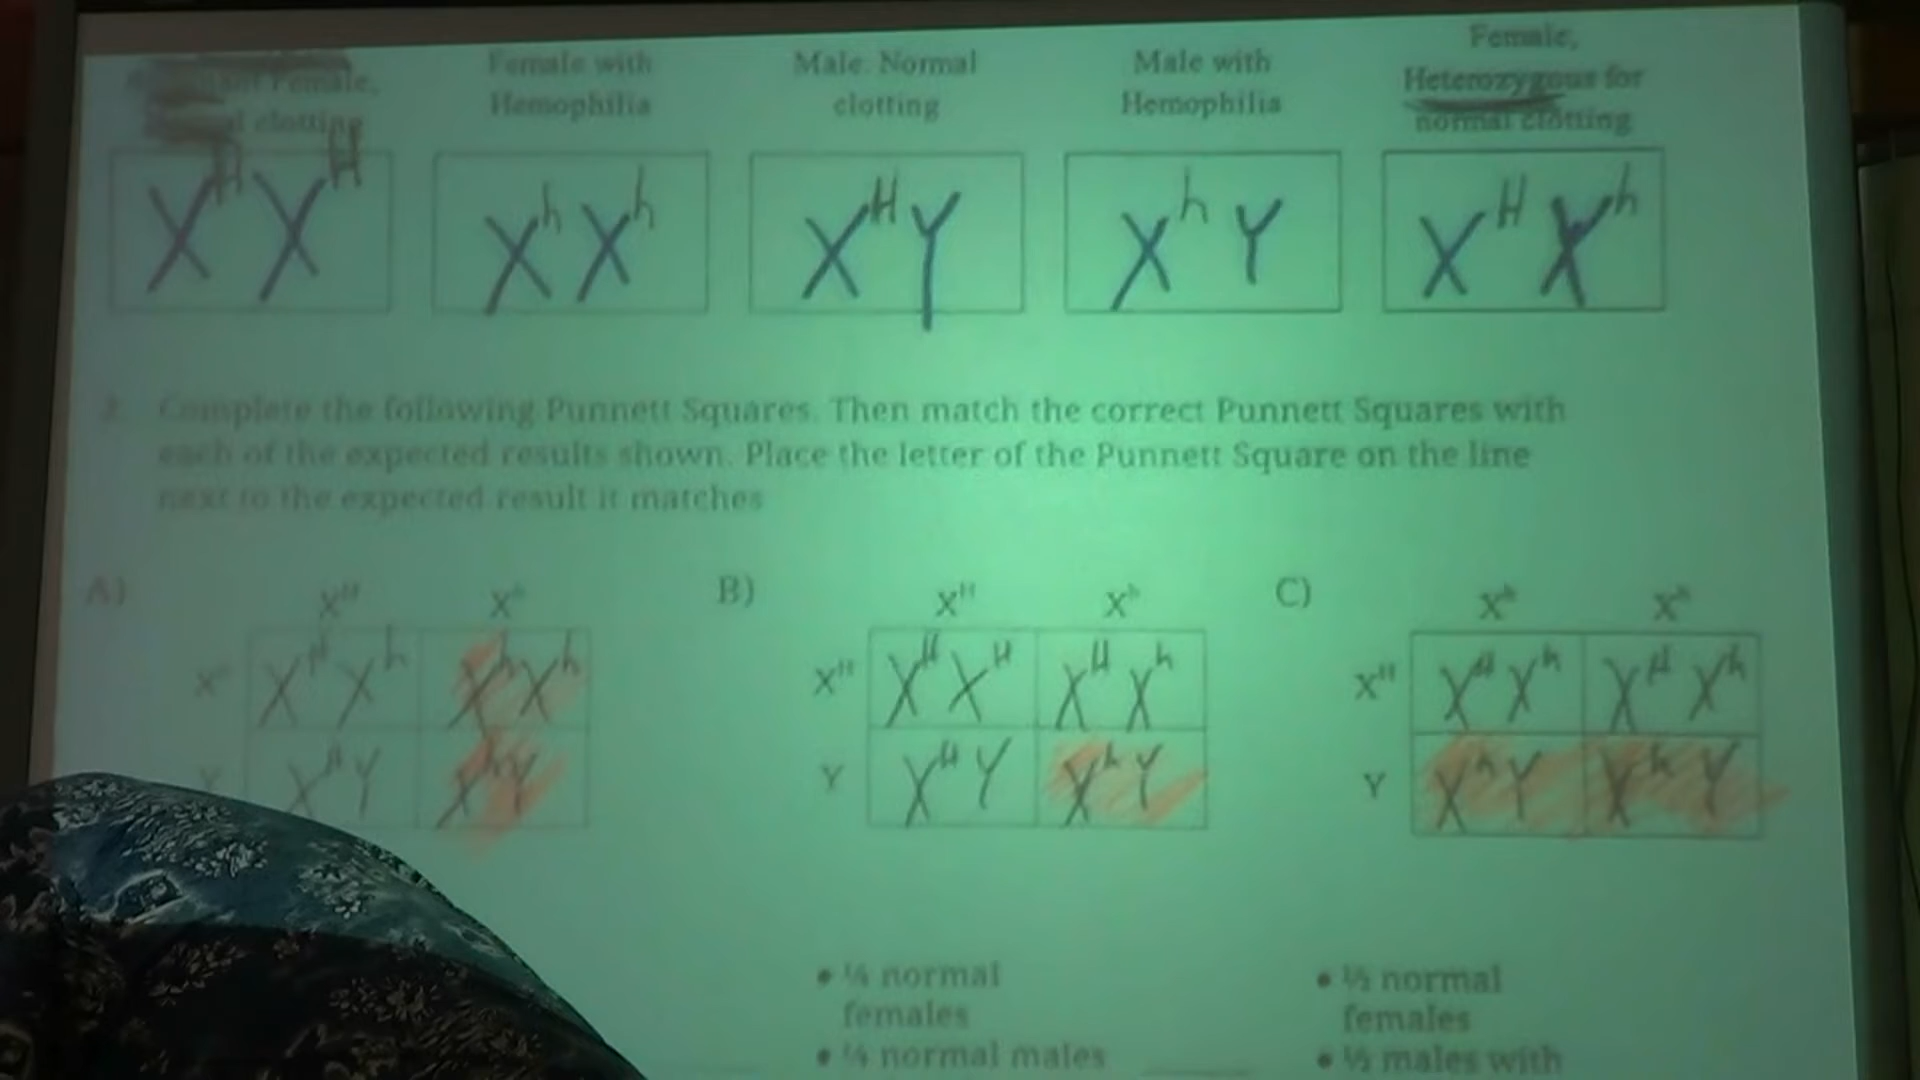 Female,
Female with
Male. Normal
Male with
Female,
Heterozygous for
clotting
Hemophilia
clotting
Hemophilia
normal clotting
X^H X^H
X^h X^h
X^H Y
X^h Y
X^H X^h
2. Complete the following Punnett Squares. Then match the correct Punnett Squares with
each of the expected results shown. Place the letter of the Punnett Square on the line
next to the expected result it matches
A)
B)
C)
X^H X^h
X^H X^h
X^h X^h
X^H X^h X^h X^h
X^H X^H X^H X^H X^h
X^H X^H X^h X^H X^h
X^H Y X^h Y
Y X^H Y X^h Y
Y X^h Y X^h Y
• ¼ normal
females
• ¼ normal males
• ½ normal
females
• ½ males with